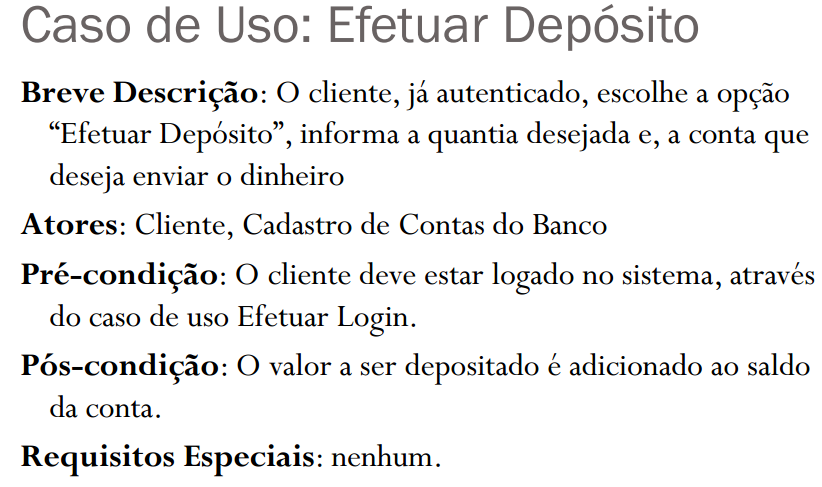 Caso de Uso: Efetuar Depósito
Breve Descrição: O cliente, já autenticado, escolhe a opção
“Efetuar Depósito”, informa a quantia desejada e, a conta que
deseja enviar o dinheiro
Atores: Cliente, Cadastro de Contas do Banco
Pré-condição: O cliente deve estar logado no sistema, através
do caso de uso Efetuar Login.
Pós-condição: O valor a ser depositado é adicionado ao saldo
da conta.
Requisitos Especiais: nenhum.